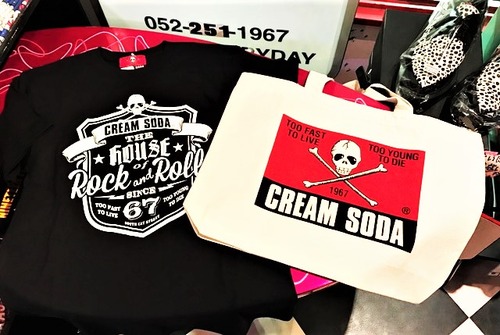 052-251-1967
RYDAY
CREAM SODA
THE
HOUSE
of
Rock and Roll
SINCE
TOO FAST
TO LIVE
67
TOO YOUNG
TO DIE
TOO FAST
TO LIVE
TOO YOUNG
TO DIE
1967
CREAM SODA
®